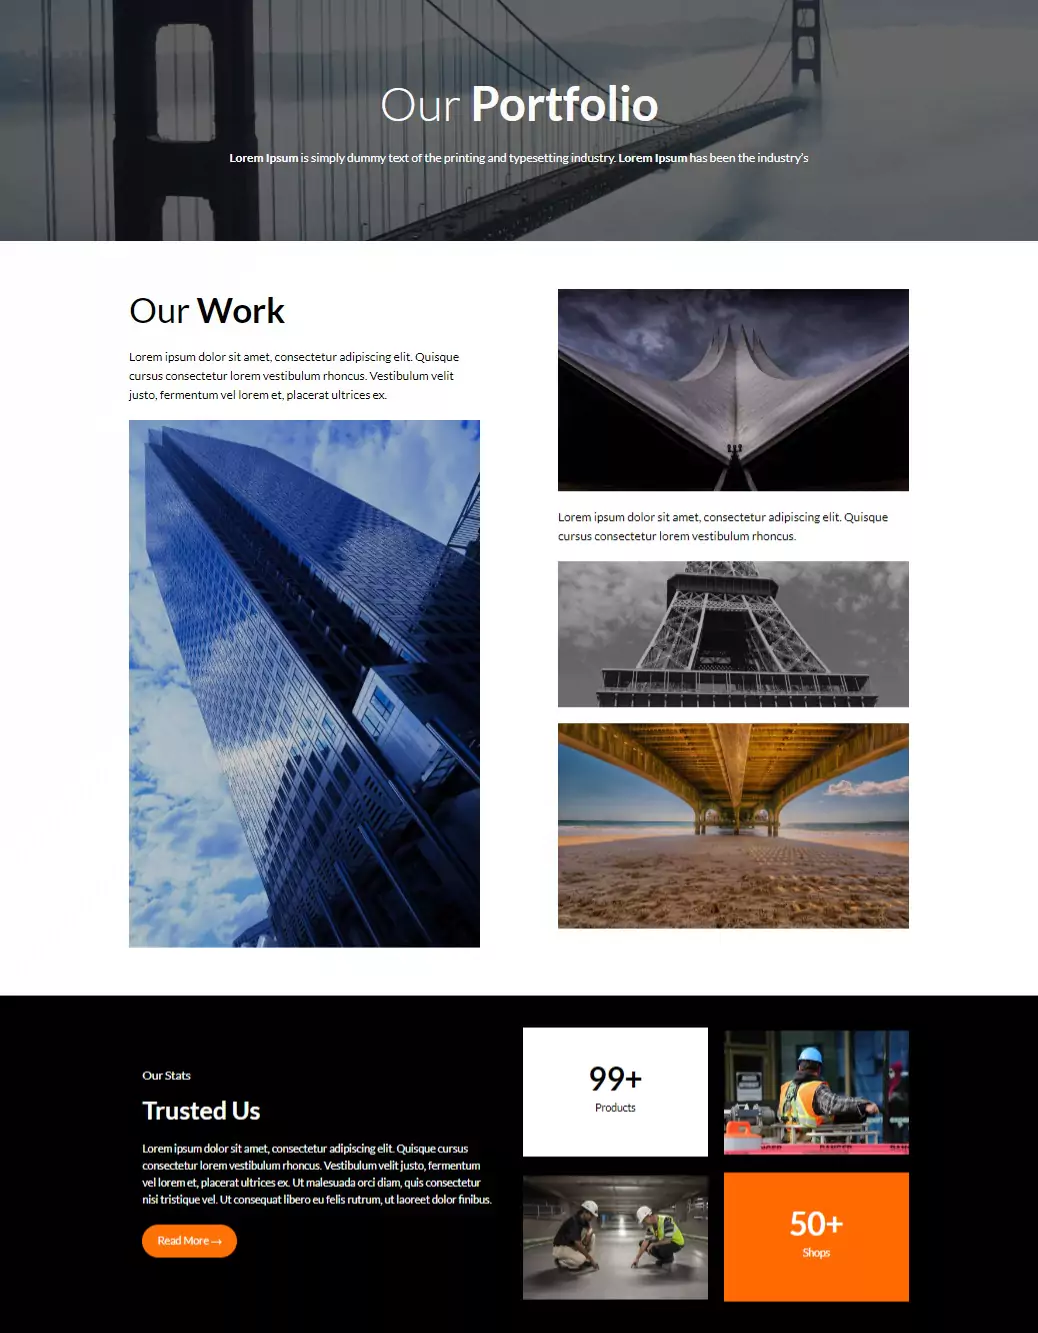 Our Portfolio
Lorem Ipsum is simply dummy text of the printing and typesetting industry. Lorem Ipsum has been the industry's
Our Work
Lorem ipsum dolor sit amet, consectetur adipiscing elit. Quisque
cursus consectetur lorem vestibulum rhoncus. Vestibulum velit
justo, fermentum vel lorem et, placerat ultrices ex.
Lorem ipsum dolor sit amet, consectetur adipiscing elit. Quisque
cursus consectetur lorem vestibulum rhoncus.
Our Stats
Trusted Us
Lorem ipsum dolor sit amet, consectetur adipiscing elit. Quisque cursus
consectetur lorem vestibulum rhoncus. Vestibulum velit justo, fermentum
vel lorem et, placerat ultrices ex. Ut malesuada orci diam, quis consectetur
nisi tristique vel. Ut consequat libero eu felis rutrum, ut laoreet dolor finibus.
Read More →
99+
Products
DANGER
DANGER
50+
Shops